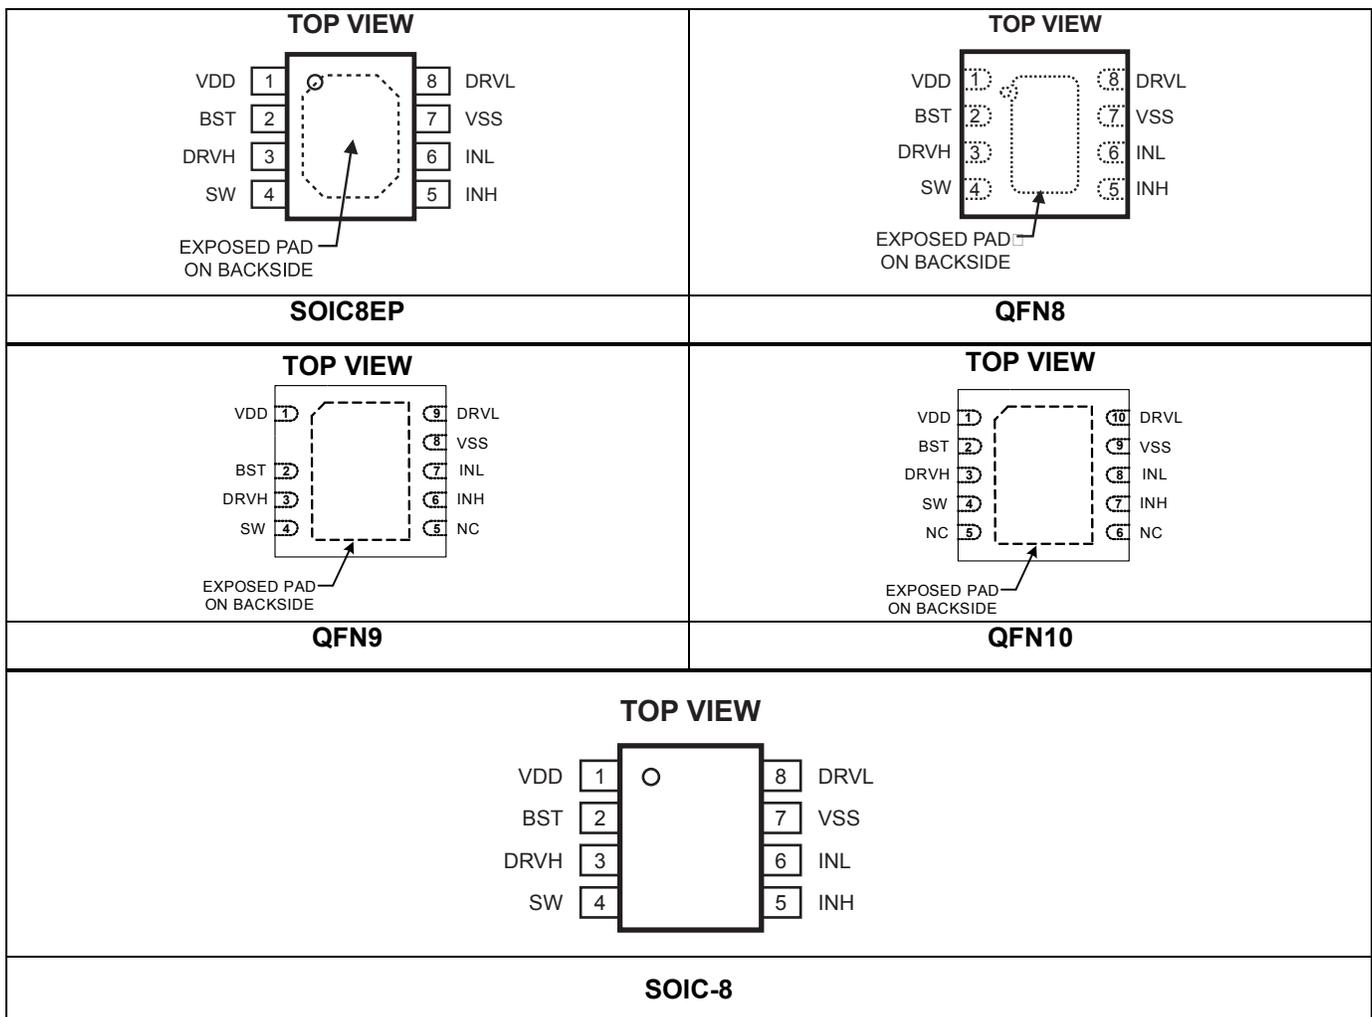 TOP VIEW
VDD 1 8 DRVL
BST 2 7 VSS
DRVH 3 6 INL
SW 4 5 INH
EXPOSED PAD
ON BACKSIDE
SOIC8EP
TOP VIEW
VDD 1 8 DRVL
BST 2 7 VSS
DRVH 3 6 INL
SW 4 5 INH
EXPOSED PAD□
ON BACKSIDE
QFN8
TOP VIEW
VDD 1 9 DRVL
8 VSS
BST 2 7 INL
DRVH 3 6 INH
SW 4 5 NC
EXPOSED PAD
ON BACKSIDE
QFN9
TOP VIEW
VDD 1 10 DRVL
BST 2 9 VSS
DRVH 3 8 INL
SW 4 7 INH
NC 5 6 NC
EXPOSED PAD
ON BACKSIDE
QFN10
TOP VIEW
VDD 1 8 DRVL
BST 2 7 VSS
DRVH 3 6 INL
SW 4 5 INH
SOIC-8